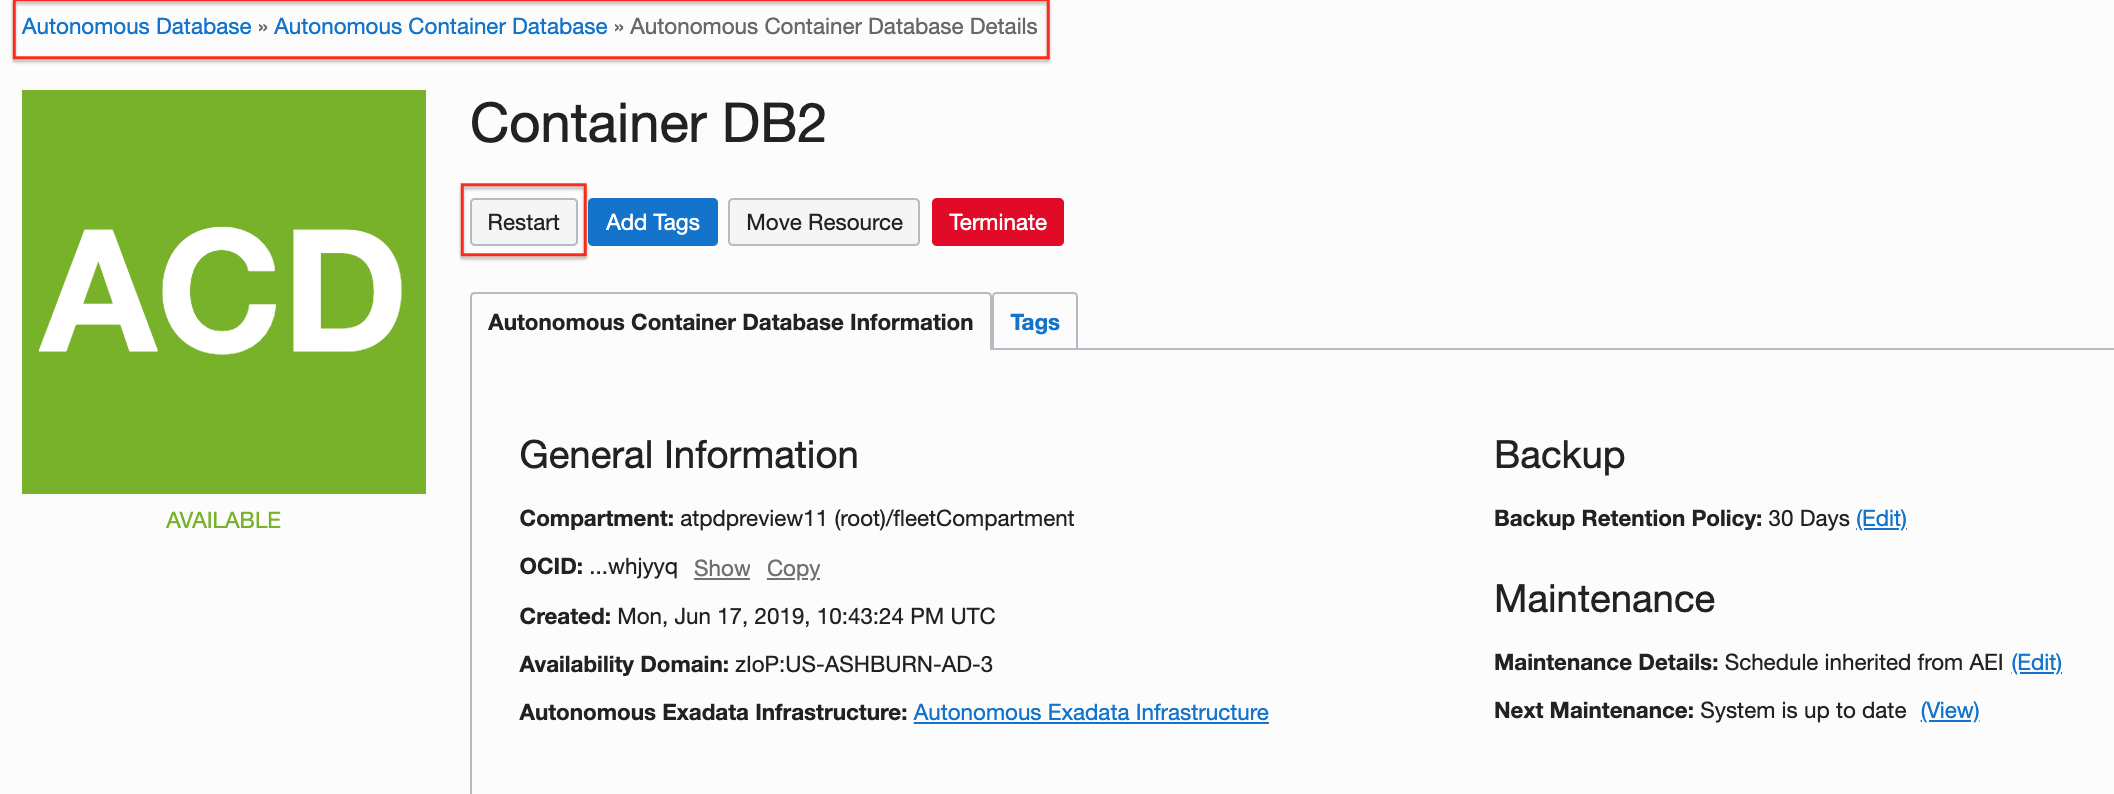 Autonomous Database » Autonomous Container Database » Autonomous Container Database Details
ACD
AVAILABLE
Container DB2
Restart Add Tags Move Resource Terminate
Autonomous Container Database Information Tags
General Information
Compartment: atpdpreview11 (root)/fleetCompartment
OCID: ...whjyyq Show Copy
Created: Mon, Jun 17, 2019, 10:43:24 PM UTC
Availability Domain: zIoP:US-ASHBURN-AD-3
Autonomous Exadata Infrastructure: Autonomous Exadata Infrastructure
Backup
Backup Retention Policy: 30 Days (Edit)
Maintenance
Maintenance Details: Schedule inherited from AEI (Edit)
Next Maintenance: System is up to date (View)